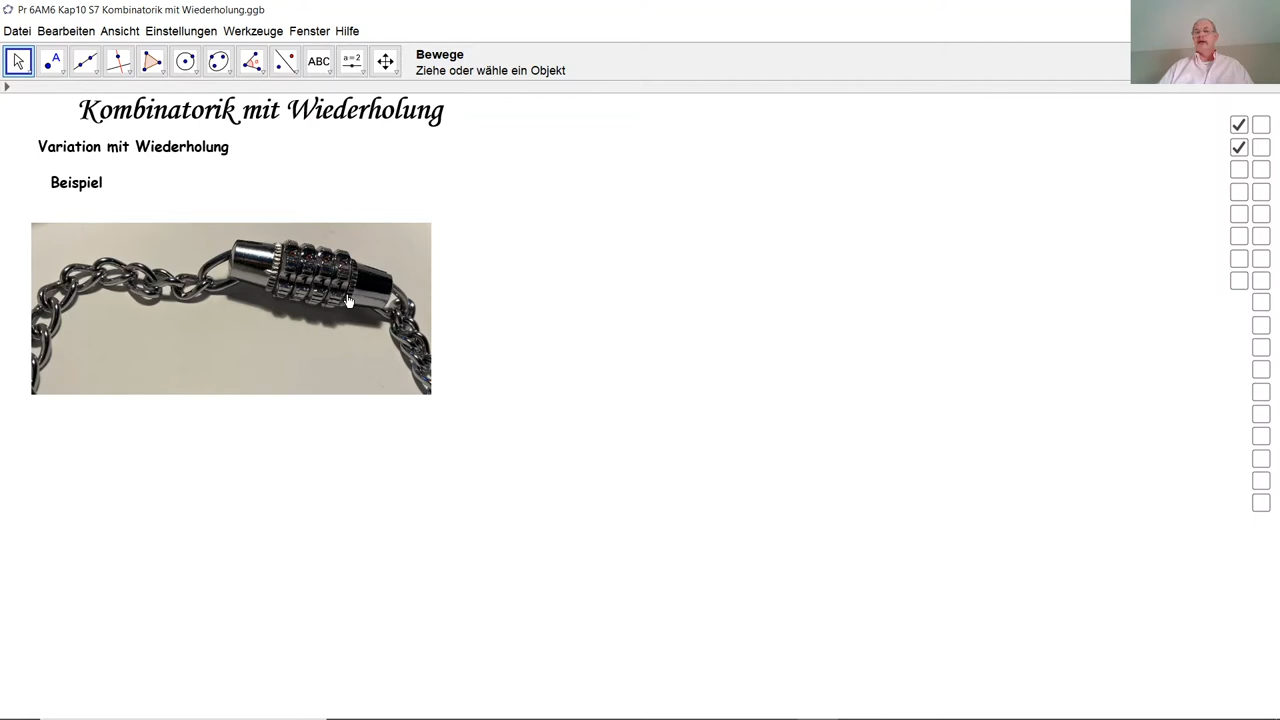 Pr 6AM6 Kap10 S7 Kombinatorik mit Wiederholung.ggb
Datei Bearbeiten Ansicht Einstellungen Werkzeuge Fenster Hilfe
A
ABC
a=2
Bewege
Ziehe oder wähle ein Objekt
Kombinatorik mit Wiederholung
Variation mit Wiederholung
Beispiel